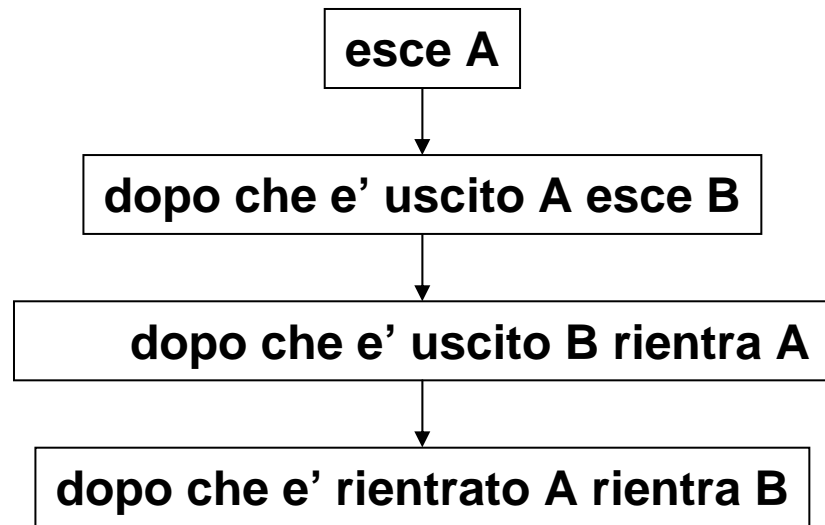 esce A
dopo che e’ uscito A esce B
dopo che e’ uscito B rientra A
dopo che e’ rientrato A rientra B